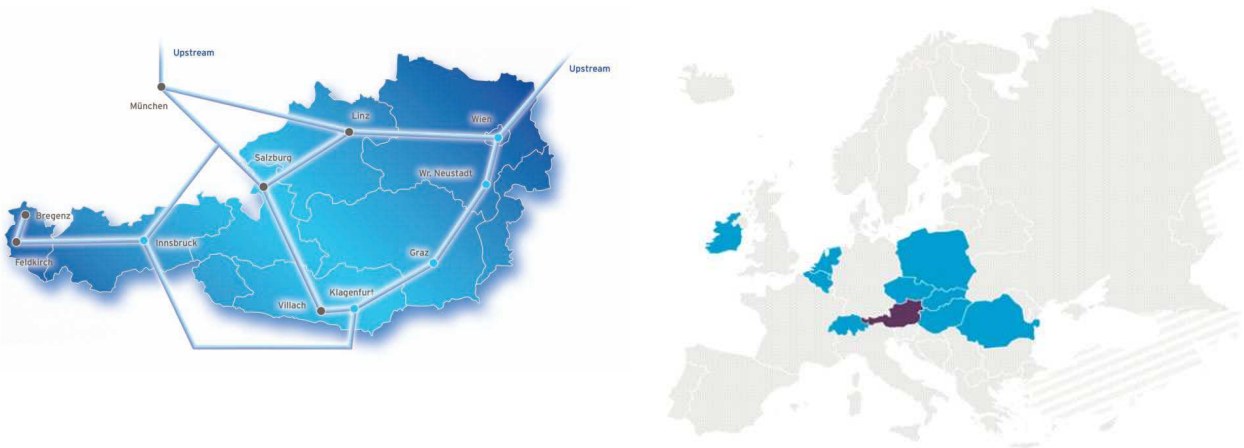 Upstream
Upstream
München
Linz
Wien
Salzburg
Wr. Neustadt
Bregenz
Innsbruck
Feldkirch
Graz
Klagenfurt
Villach